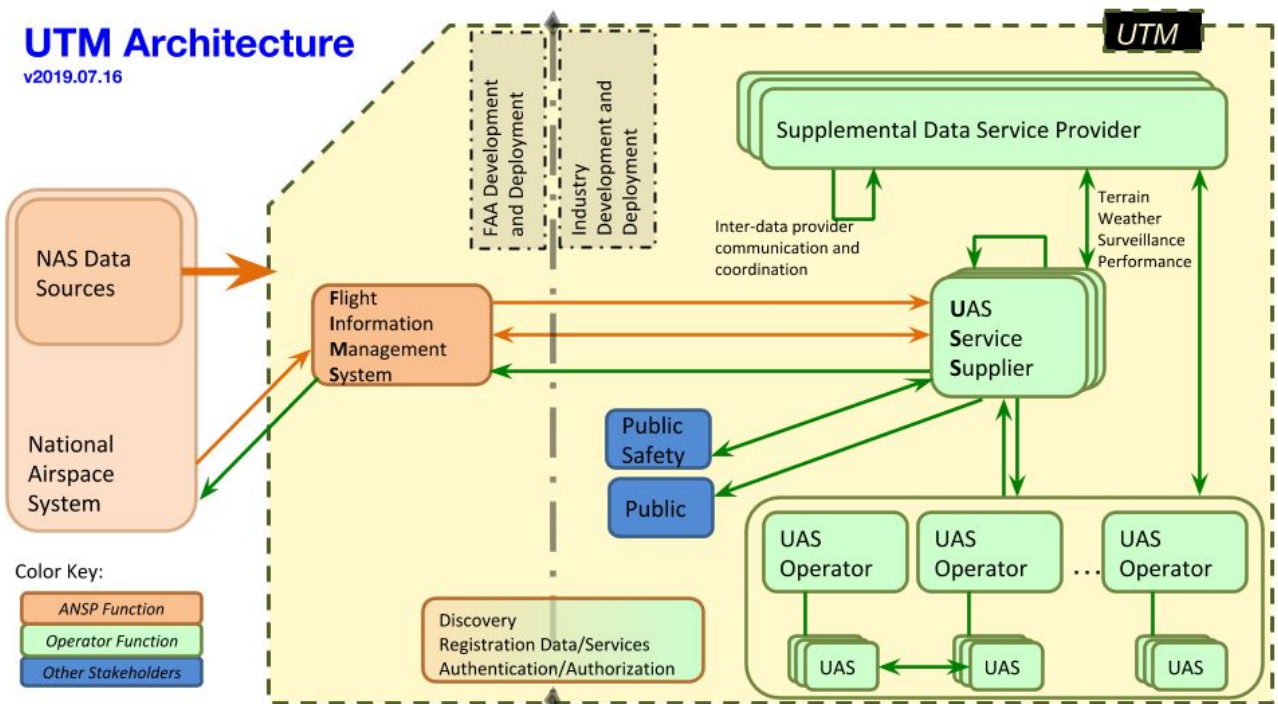 UTM Architecture
v2019.07.16
UTM
FAA Development
and Deployment
Industry
Development and
Deployment
Supplemental Data Service Provider
Inter-data provider
communication and
coordination
Terrain
Weather
Surveillance
Performance
NAS Data
Sources
National
Airspace
System
Flight
Information
Management
System
UAS
Service
Supplier
Public
Safety
Public
UAS
Operator
UAS
Operator
...
UAS
Operator
UAS
UAS
UAS
Discovery
Registration Data/Services
Authentication/Authorization
Color Key:
ANSP Function
Operator Function
Other Stakeholders